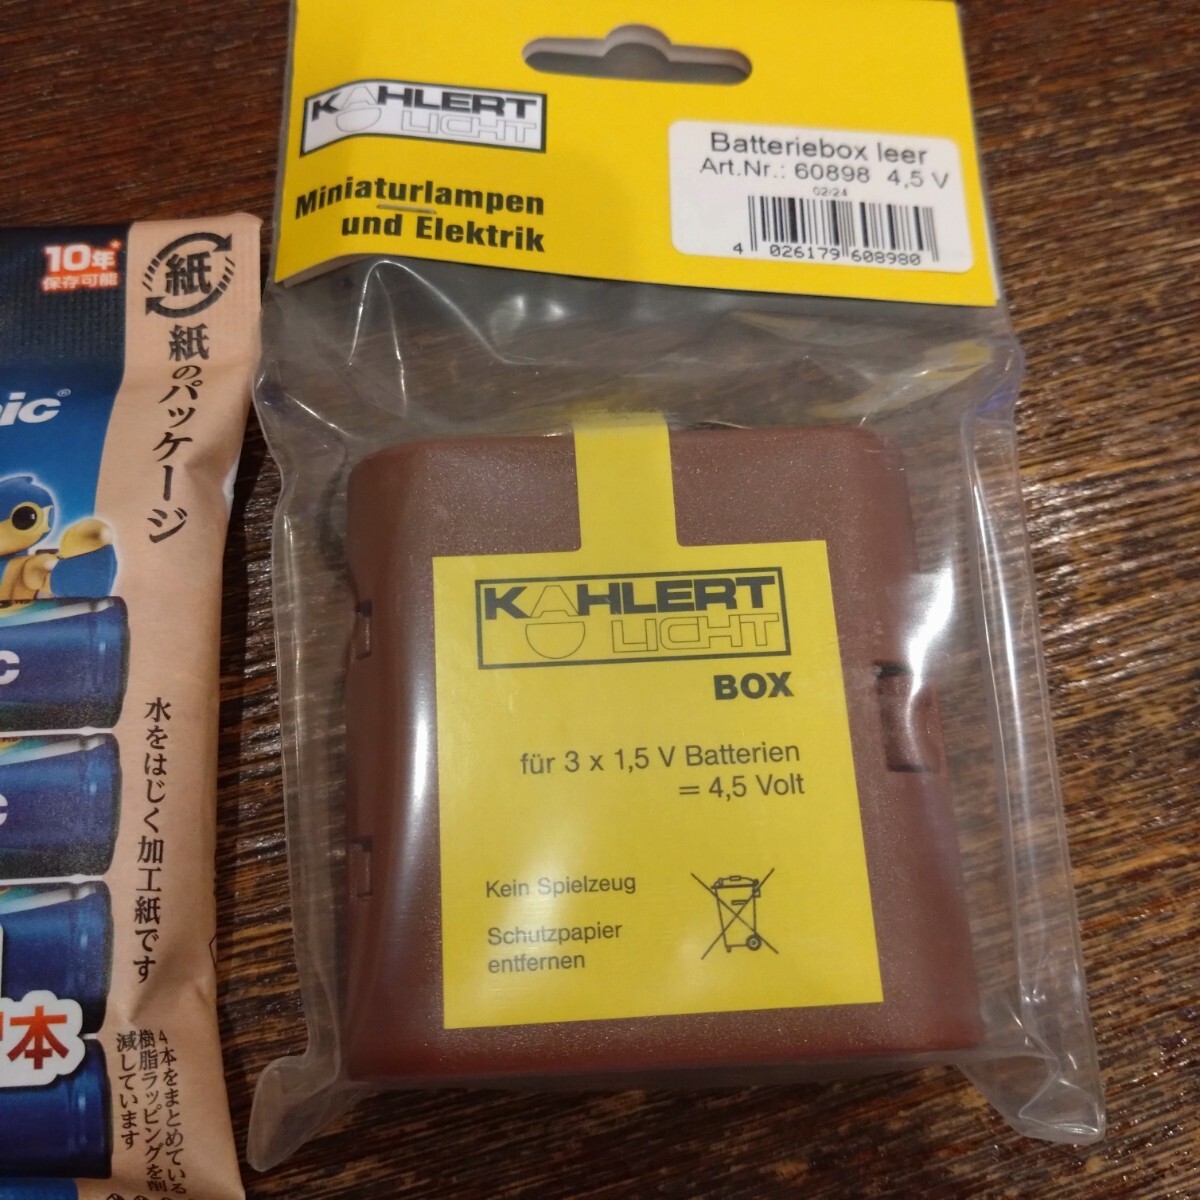 KAHLERT
LICHT
Miniaturlampen
und Elektrik
Batteriebox leer
Art.Nr.: 60898 4,5 V
02/24
4 026179 608980
KAHLERT
LICHT
BOX
für 3 x 1,5 V Batterien
= 4,5 Volt
Kein Spielzeug
Schutzpapier
entfernen
10年*
保存可能
紙
紙のパッケージ
ic®
c
c
水をはじく加工紙です
本
4本をまとめている
樹脂ラッピングを削
減しています